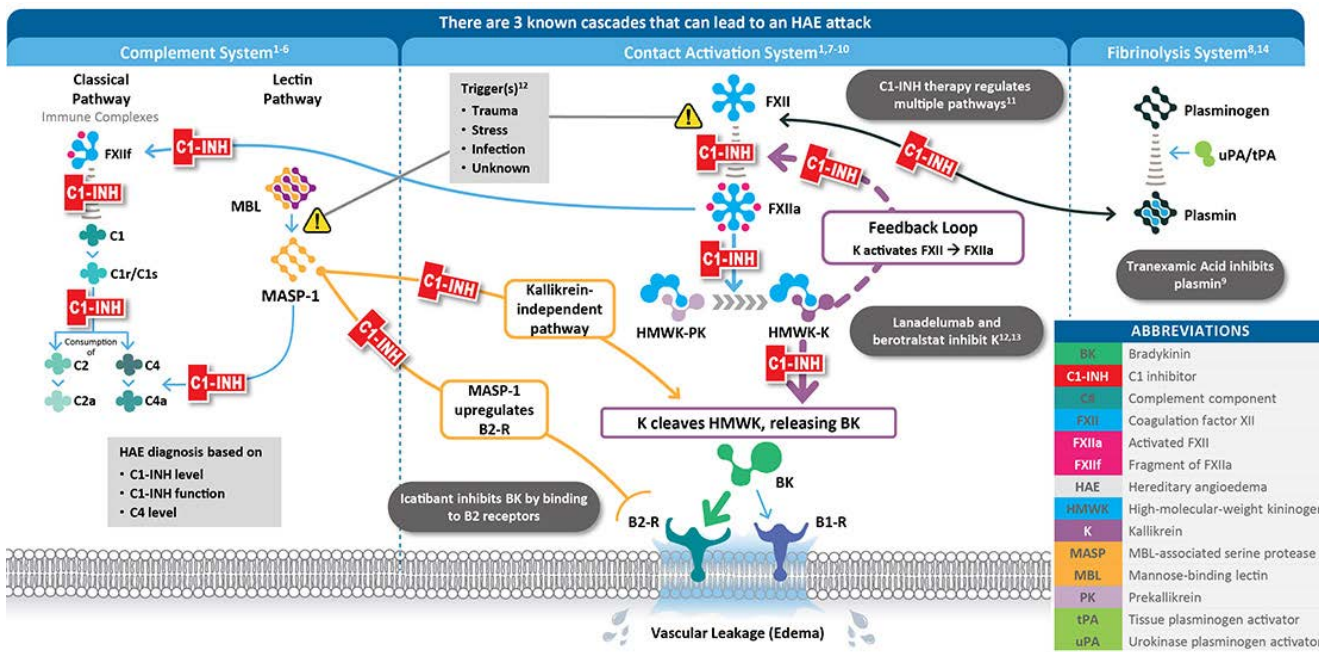 There are 3 known cascades that can lead to an HAE attack
Complement System1-6
Contact Activation System1,7-10
Fibrinolysis System8,14
Classical
Pathway
Immune Complexes
FXIIf
C1-INH
C1-INH
C1
C1r/C1s
C1-INH
Consumption
of
C2
C4
C2a
C4a
Lectin
Pathway
MBL
MASP-1
C1-INH
HAE diagnosis based on
• C1-INH level
• C1-INH function
• C4 level
Trigger(s)12
• Trauma
• Stress
• Infection
• Unknown
FXII
C1-INH
FXIIa
C1-INH
HMWK-PK
HMWK-K
C1-INH
C1-INH
C1-INH
Kallikrein-
independent
pathway
C1-INH
MASP-1
upregulates
B2-R
C1-INH therapy regulates
multiple pathways11
C1-INH
Feedback Loop
K activates FXII → FXIIa
Lanadelumab and
berotralstat inhibit K12,13
K cleaves HMWK, releasing BK
BK
Icatibant inhibits BK by binding
to B2 receptors
B2-R
B1-R
Vascular Leakage (Edema)
Plasminogen
uPA/tPA
Plasmin
Tranexamic Acid inhibits
plasmin9
ABBREVIATIONS
BK Bradykinin
C1-INH C1 inhibitor
C4 Complement component
FXII Coagulation factor XII
FXIIa Activated FXII
FXIIf Fragment of FXIIa
HAE Hereditary angioedema
HMWK High-molecular-weight kininogen
K Kallikrein
MASP MBL-associated serine protease
MBL Mannose-binding lectin
PK Prekallikrein
tPA Tissue plasminogen activator
uPA Urokinase plasminogen activator